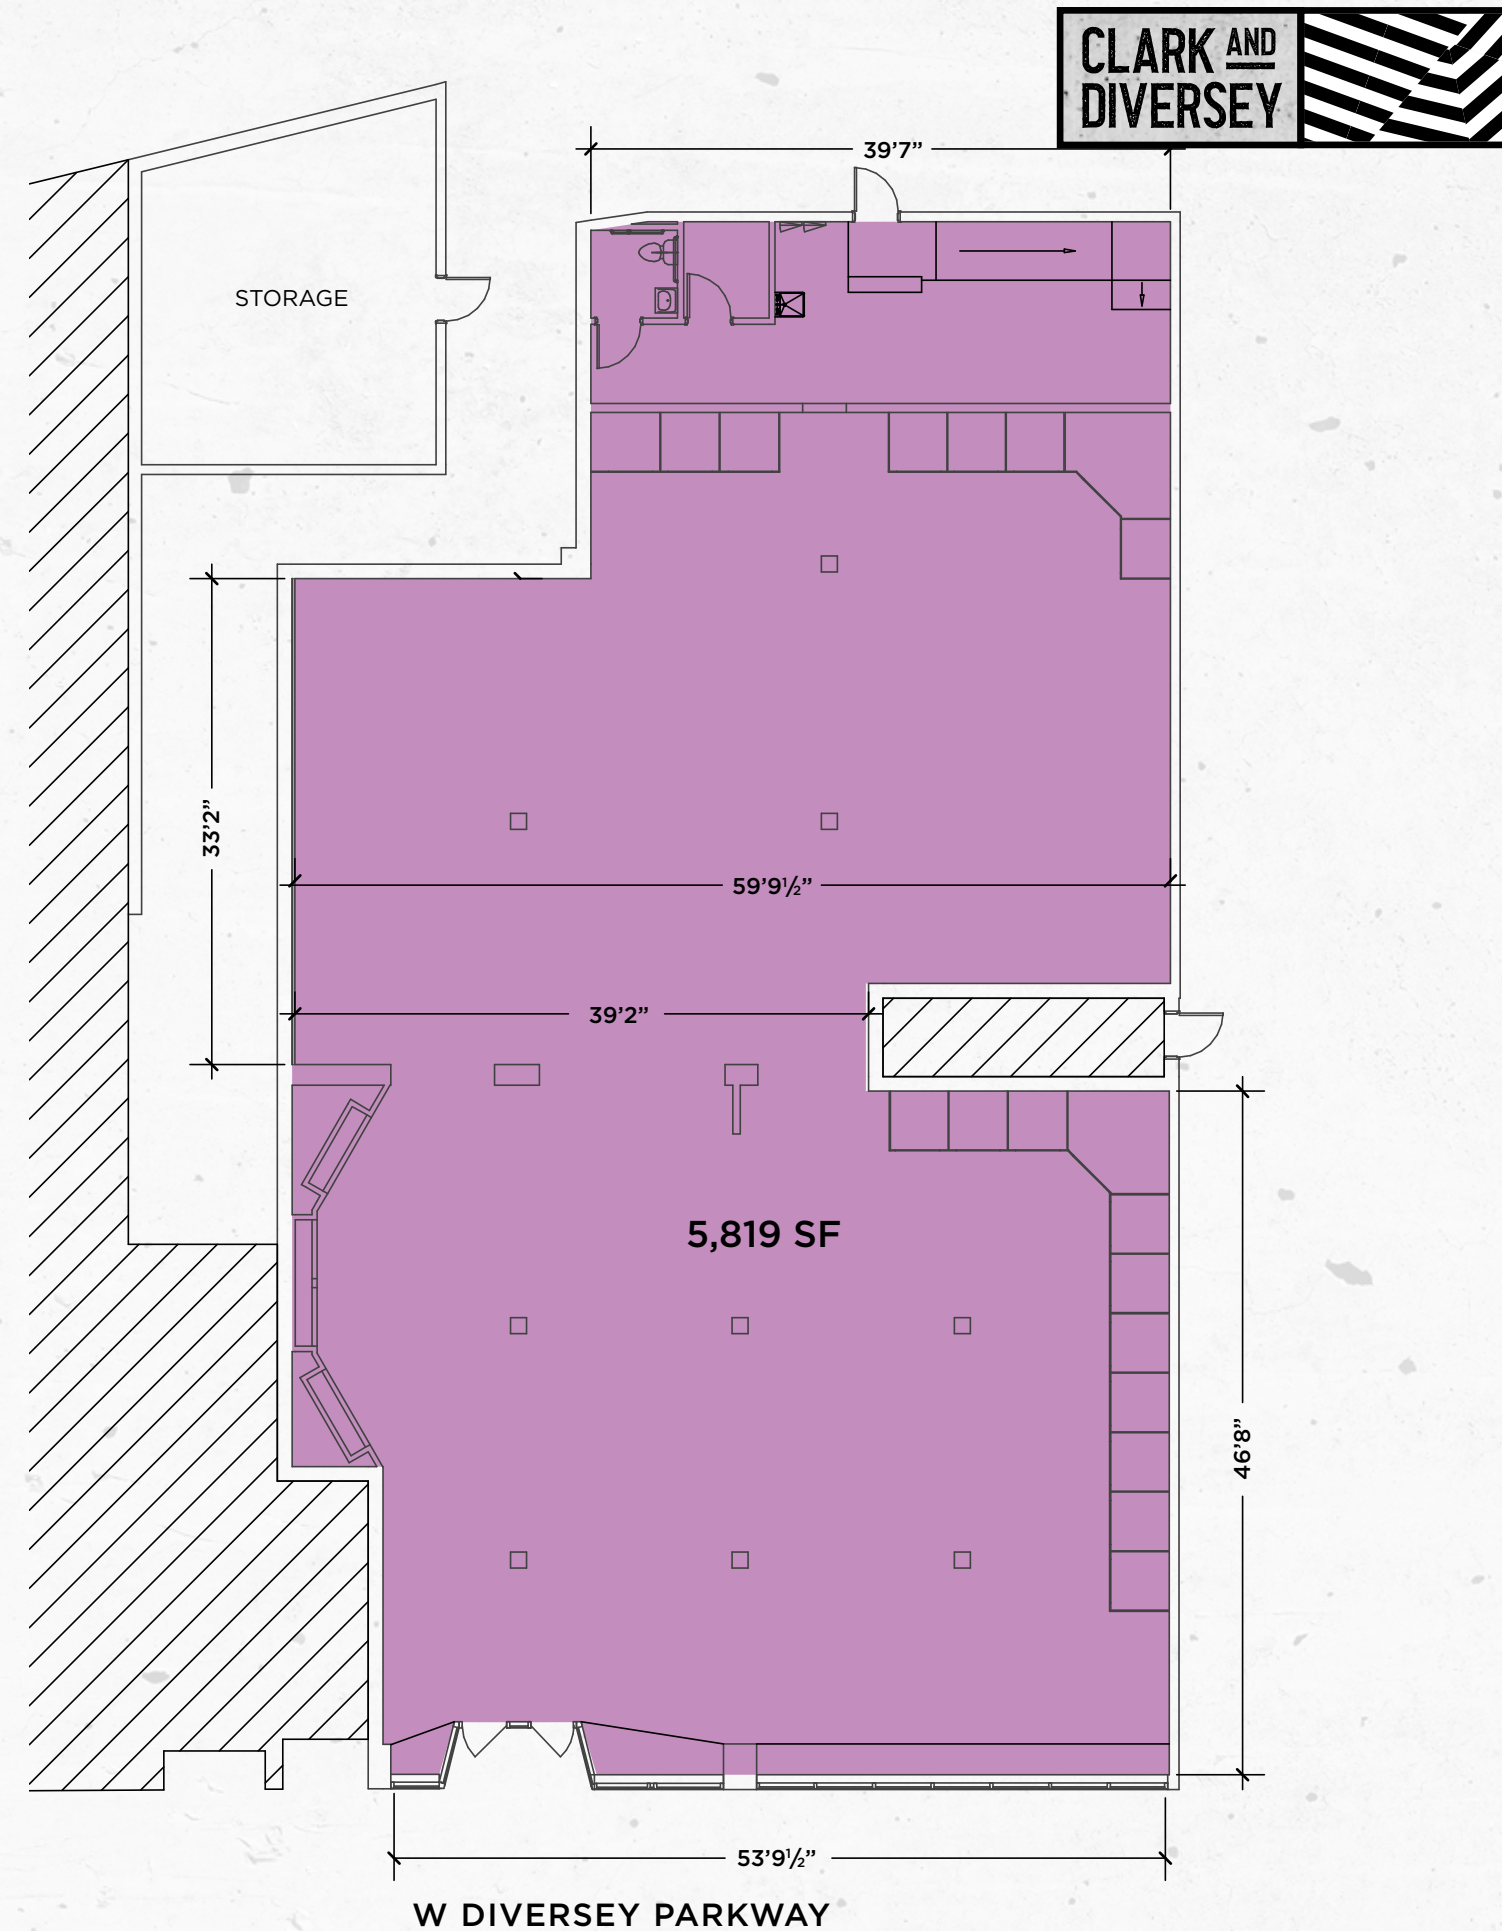 CLARK AND
DIVERSEY
39’7”
STORAGE
33’2”
59’9½”
39’2”
5,819 SF
46’8”
53’9½”
W DIVERSEY PARKWAY